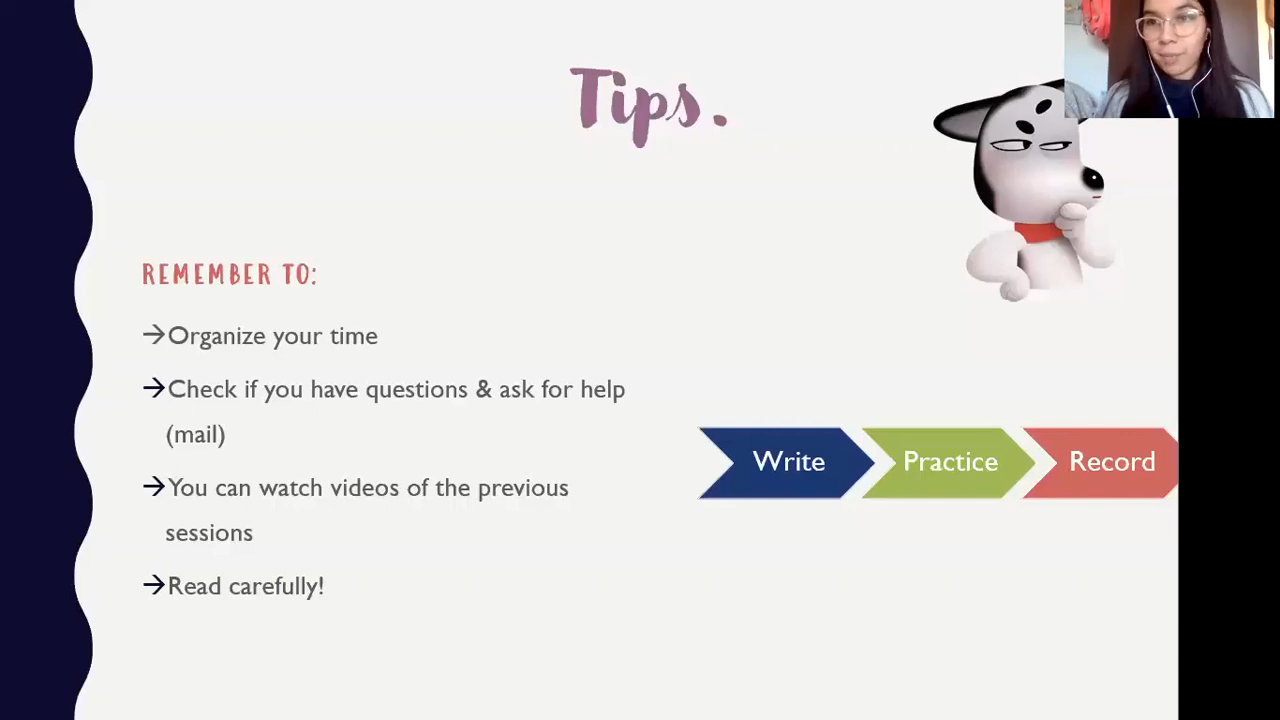 Tips.
REMEMBER TO:
→Organize your time
→Check if you have questions & ask for help
(mail)
→You can watch videos of the previous
sessions
→Read carefully!
Write
Practice
Record